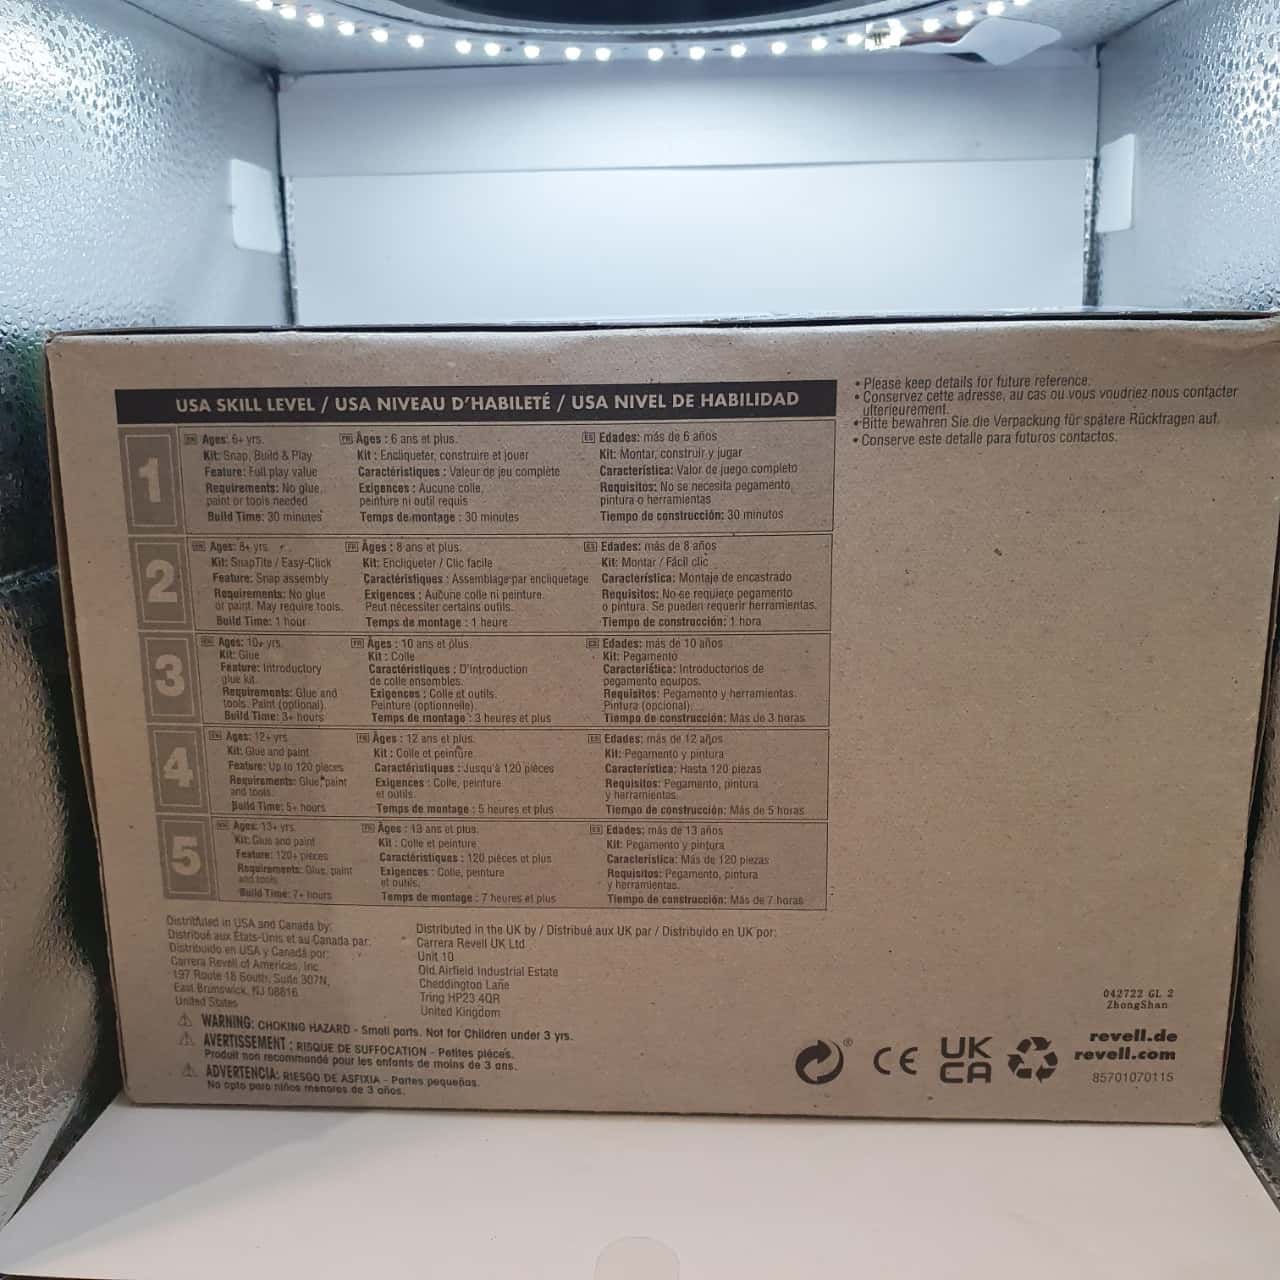 USA SKILL LEVEL / USA NIVEAU D'HABILETÉ / USA NIVEL DE HABILIDAD
1
EN Ages: 6+ yrs.
Kit: Snap, Build & Play
Feature: Full play value
Requirements: No glue,
paint or tools needed
Build Time: 30 minutes
FR Âges : 6 ans et plus.
Kit : Encliqueter, construire et jouer
Caractéristiques : Valeur de jeu complète
Exigences : Aucune colle,
peinture ni outil requis
Temps de montage : 30 minutes
ES Edades: más de 6 años
Kit: Montar, construir y jugar
Característica: Valor de juego completo
Requisitos: No se necesita pegamento,
pintura o herramientas
Tiempo de construcción: 30 minutos
2
EN Ages: 8+ yrs.
Kit: SnapTite / Easy-Click
Feature: Snap assembly
Requirements: No glue
or paint. May require tools.
Build Time: 1 hour
FR Âges : 8 ans et plus.
Kit: Encliqueter / Clic facile
Caractéristiques : Assemblage par encliquetage
Exigences : Aucune colle ni peinture.
Peut nécessiter certains outils.
Temps de montage : 1 heure
ES Edades: más de 8 años
Kit: Montar / Fácil clic
Característica: Montaje de encastrado
Requisitos: No se requiere pegamento
o pintura. Se pueden requerir herramientas.
Tiempo de construcción: 1 hora
3
EN Ages: 10+ yrs.
Kit: Glue
Feature: Introductory
glue kit.
Requirements: Glue and
tools. Paint (optional).
Build Time: 3+ hours
FR Âges : 10 ans et plus.
Kit : Colle
Caractéristiques : D'introduction
de colle ensembles.
Exigences : Colle et outils.
Peinture (optionnelle).
Temps de montage : 3 heures et plus
ES Edades: más de 10 años
Kit: Pegamento
Característica: Introductorios de
pegamento equipos.
Requisitos: Pegamento y herramientas.
Pintura (opcional).
Tiempo de construcción: Más de 3 horas
4
EN Ages: 12+ yrs.
Kit: Glue and paint
Feature: Up to 120 pieces
Requirements: Glue, paint
and tools.
Build Time: 5+ hours
FR Âges : 12 ans et plus.
Kit : Colle et peinture
Caractéristiques : Jusqu'à 120 pièces
Exigences : Colle, peinture
et outils.
Temps de montage : 5 heures et plus
ES Edades: más de 12 años
Kit: Pegamento y pintura
Característica: Hasta 120 piezas
Requisitos: Pegamento, pintura
y herramientas.
Tiempo de construcción: Más de 5 horas
5
EN Ages: 13+ yrs.
Kit: Glue and paint
Feature: 120+ pieces
Requirements: Glue, paint
and tools.
Build Time: 7+ hours
FR Âges : 13 ans et plus.
Kit : Colle et peinture
Caractéristiques : 120 pièces et plus
Exigences : Colle, peinture
et outils.
Temps de montage : 7 heures et plus
ES Edades: más de 13 años
Kit: Pegamento y pintura
Característica: Más de 120 piezas
Requisitos: Pegamento, pintura
y herramientas.
Tiempo de construcción: Más de 7 horas
• Please keep details for future reference.
• Conservez cette adresse, au cas ou vous voudriez nous contacter
ulterieurement.
• Bitte bewahren Sie die Verpackung für spätere Rücktragen auf.
• Conserve este detalle para futuros contactos.
Distributed in USA and Canada by:
Distribué aux États-Unis et au Canada par:
Distribuido en USA y Canadá por:
Carrera Revell of Americas, Inc.
197 Route 18 South, Suite 307N,
East Brunswick, NJ 08816
United States
Distributed in the UK by / Distribué aux UK par / Distribuido en UK por:
Carrera Revell UK Ltd
Unit 10
Old Airfield Industrial Estate
Cheddington Lane
Tring HP23 4QR
United Kingdom
WARNING: CHOKING HAZARD - Small parts. Not for Children under 3 yrs.
AVERTISSEMENT : RISQUE DE SUFFOCATION - Petites pièces.
Produit non recommandé pour les enfants de moins de 3 ans.
ADVERTENCIA: RIESGO DE ASFIXIA - Partes pequeñas.
No apto para niños menores de 3 años.
042722 GL 2
ZhongShan
® CE UK CA
revell.de
revell.com
85701070115